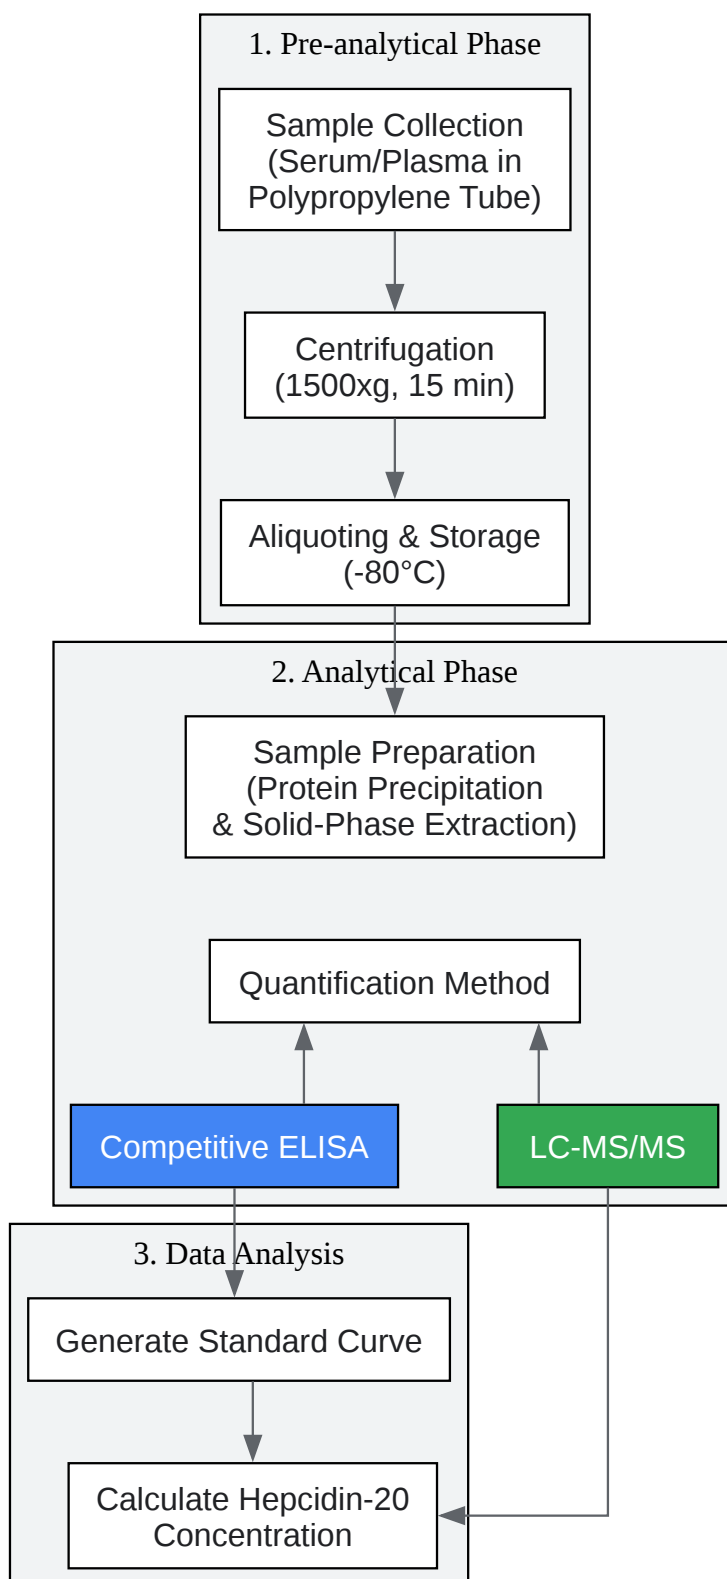 1. Pre-analytical Phase
Sample Collection
(Serum/Plasma in
Polypropylene Tube)
Centrifugation
(1500xg, 15 min)
Aliquoting & Storage
(-80°C)
2. Analytical Phase
Sample Preparation
(Protein Precipitation
& Solid-Phase Extraction)
Quantification Method
Competitive ELISA
LC-MS/MS
3. Data Analysis
Generate Standard Curve
Calculate Hepcidin-20
Concentration